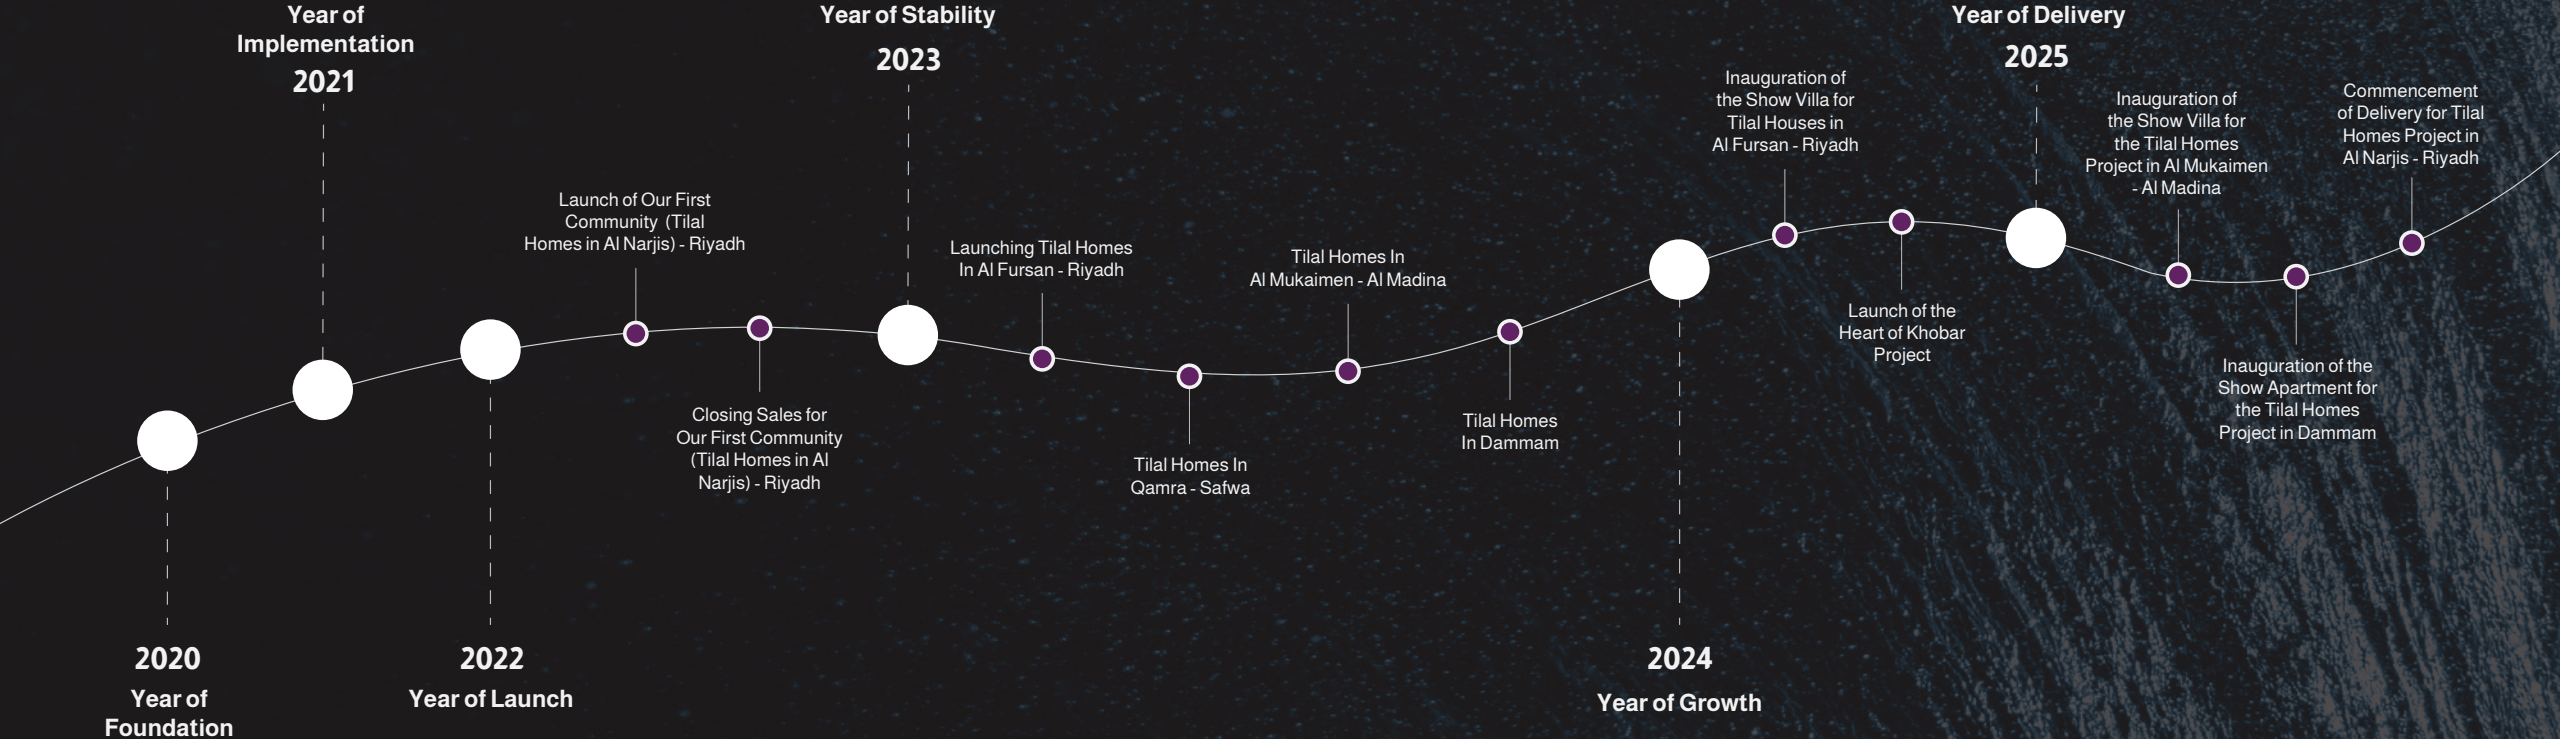 2020
Year of
Foundation
Year of
Implementation
2021
2022
Year of Launch
Launch of Our First
Community (Tilal
Homes in Al Narjis) - Riyadh
Closing Sales for
Our First Community
(Tilal Homes in Al
Narjis) - Riyadh
Year of Stability
2023
Launching Tilal Homes
In Al Fursan - Riyadh
Tilal Homes In
Qamra - Safwa
Tilal Homes In
Al Mukaimen - Al Madina
Tilal Homes
In Dammam
2024
Year of Growth
Inauguration of
the Show Villa for
Tilal Houses in
Al Fursan - Riyadh
Launch of the
Heart of Khobar
Project
Year of Delivery
2025
Inauguration of
the Show Villa for
the Tilal Homes
Project in Al Mukaimen
- Al Madina
Inauguration of the
Show Apartment for
the Tilal Homes
Project in Dammam
Commencement
of Delivery for Tilal
Homes Project in
Al Narjis - Riyadh